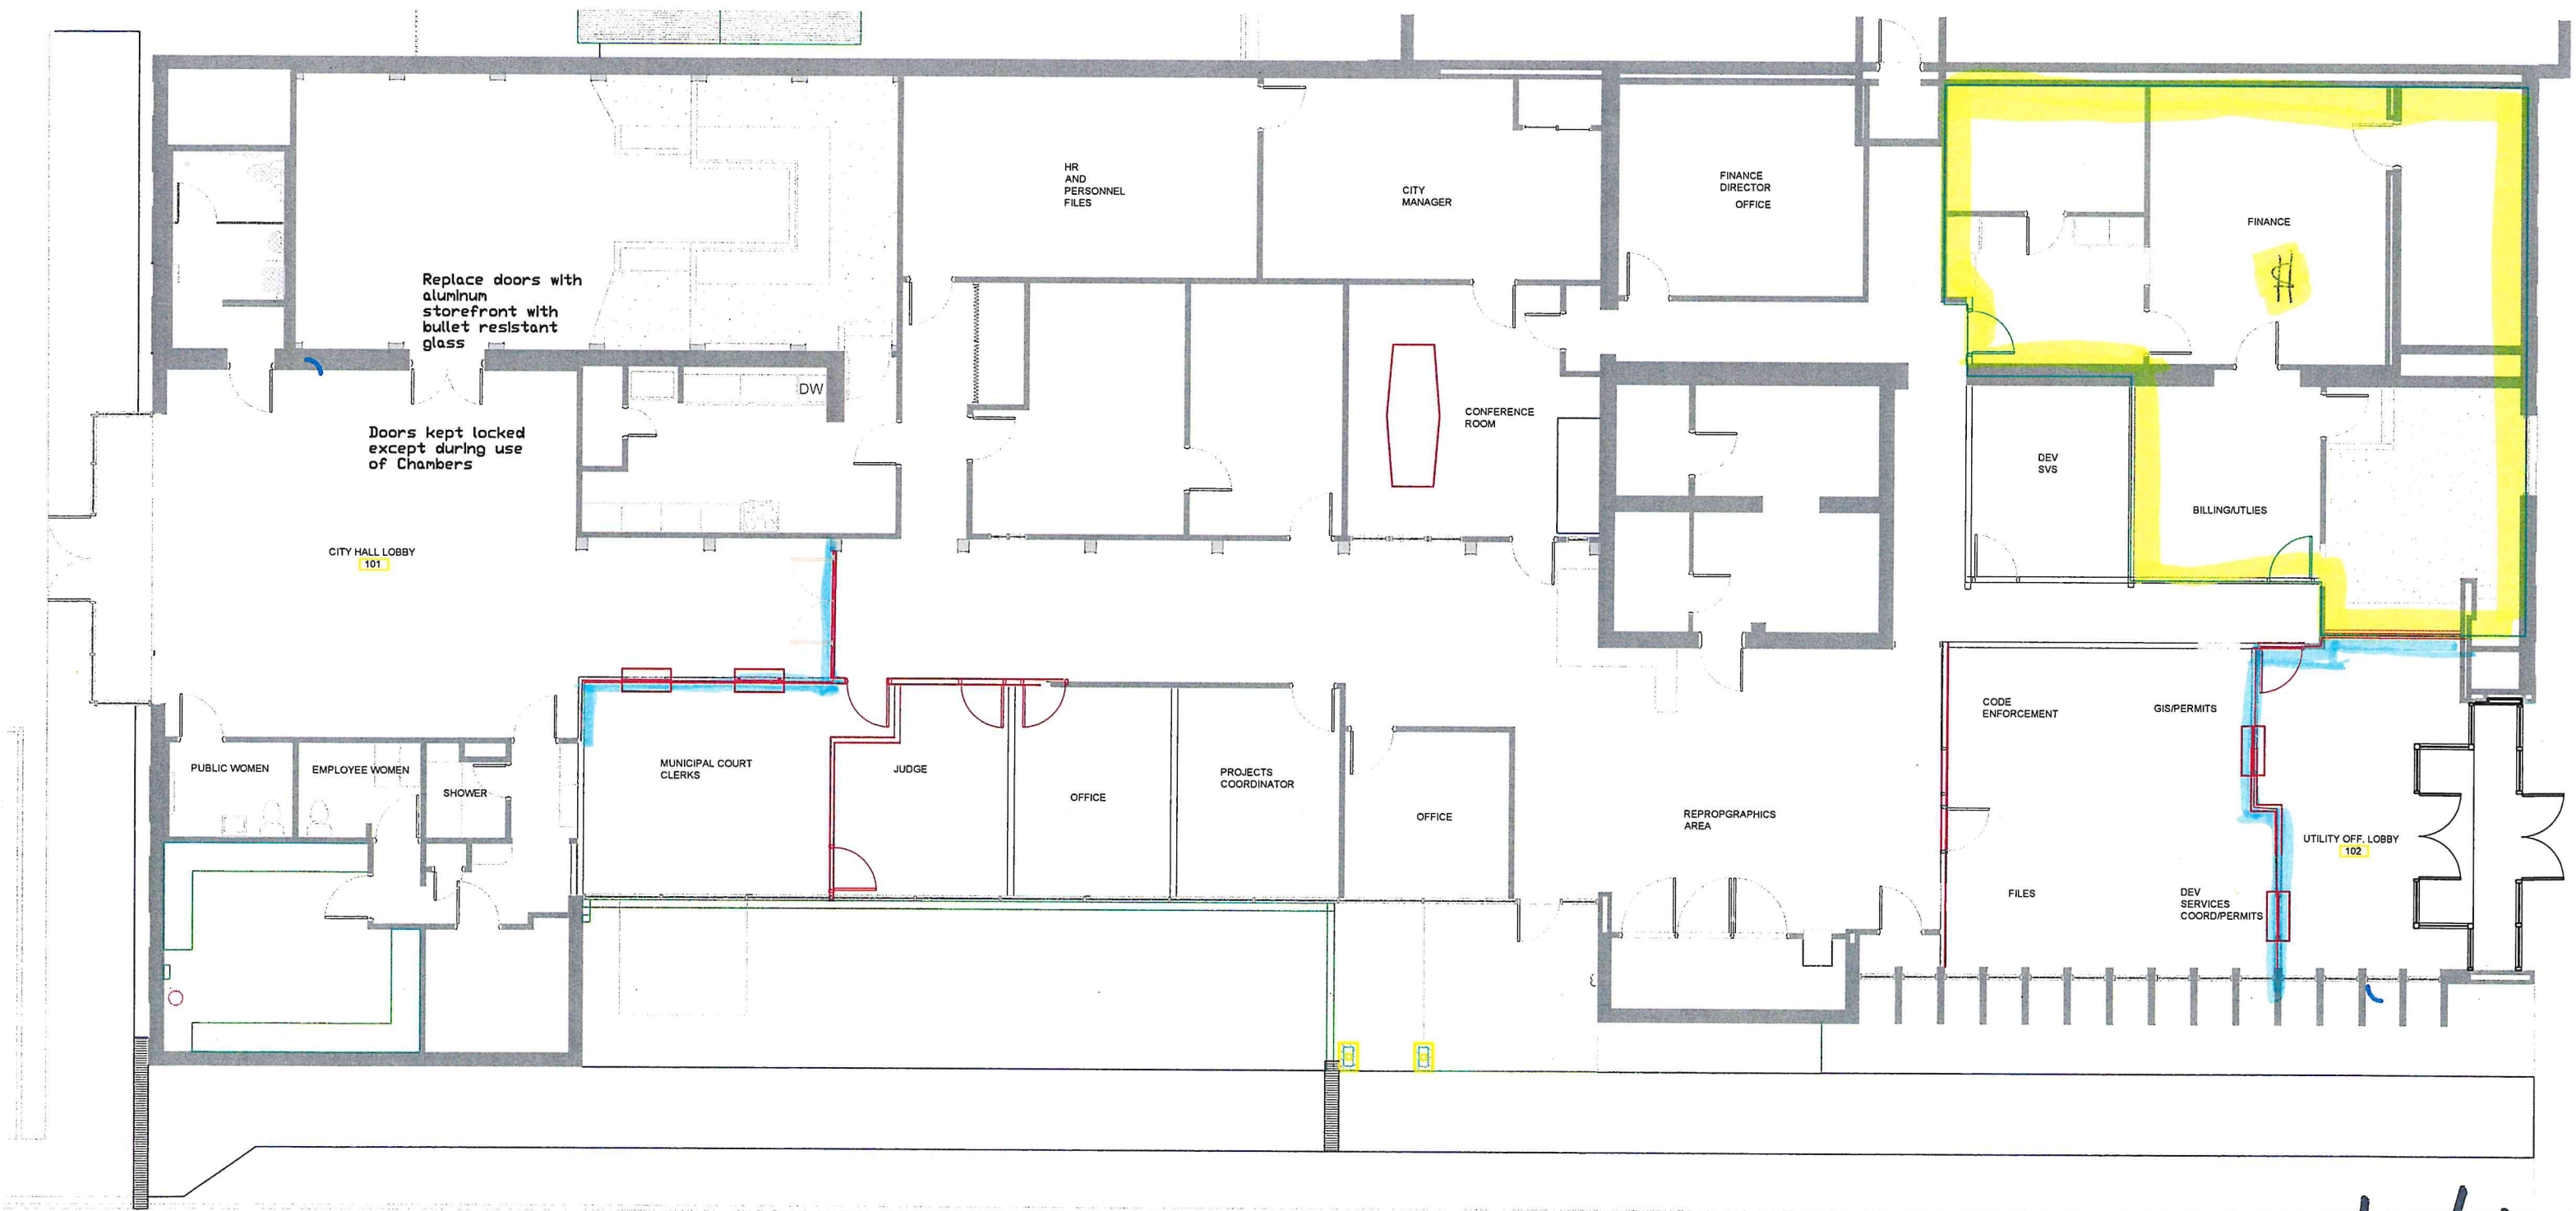 HR
AND
PERSONNEL
FILES
CITY
MANAGER
FINANCE
DIRECTOR
OFFICE
FINANCE
$
Replace doors with
aluminum
storefront with
bullet resistant
glass
DW
Doors kept locked
except during use
of Chambers
CONFERENCE
ROOM
DEV
SVS
BILLING/UTLIES
CITY HALL LOBBY
101
CODE
ENFORCEMENT
GIS/PERMITS
PUBLIC WOMEN
EMPLOYEE WOMEN
SHOWER
MUNICIPAL COURT
CLERKS
JUDGE
OFFICE
PROJECTS
COORDINATOR
OFFICE
REPROPGRAPHICS
AREA
UTILITY OFF. LOBBY
102
FILES
DEV
SERVICES
COORD/PERMITS